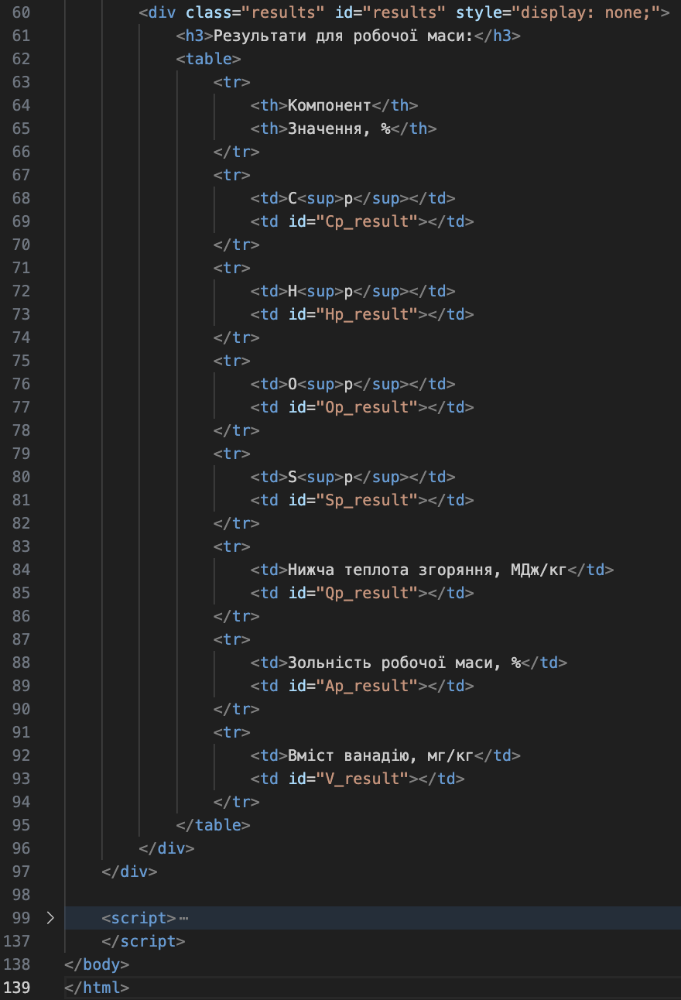 60 <div class="results" id="results" style="display: none;">
61 <h3>Результати для робочої маси:</h3>
62 <table>
63 <tr>
64 <th>Компонент</th>
65 <th>Значення, %</th>
66 </tr>
67 <tr>
68 <td>C<sup>p</sup></td>
69 <td id="Cp_result"></td>
70 </tr>
71 <tr>
72 <td>H<sup>p</sup></td>
73 <td id="Hp_result"></td>
74 </tr>
75 <tr>
76 <td>O<sup>p</sup></td>
77 <td id="Op_result"></td>
78 </tr>
79 <tr>
80 <td>S<sup>p</sup></td>
81 <td id="Sp_result"></td>
82 </tr>
83 <tr>
84 <td>Нижча теплота згоряння, МДж/кг</td>
85 <td id="Qp_result"></td>
86 </tr>
87 <tr>
88 <td>Зольність робочої маси, %</td>
89 <td id="Ap_result"></td>
90 </tr>
91 <tr>
92 <td>Вміст ванадію, мг/кг</td>
93 <td id="V_result"></td>
94 </tr>
95 </table>
96 </div>
97 </div>
98
99 <script>⋯
137 </script>
138 </body>
139 </html>